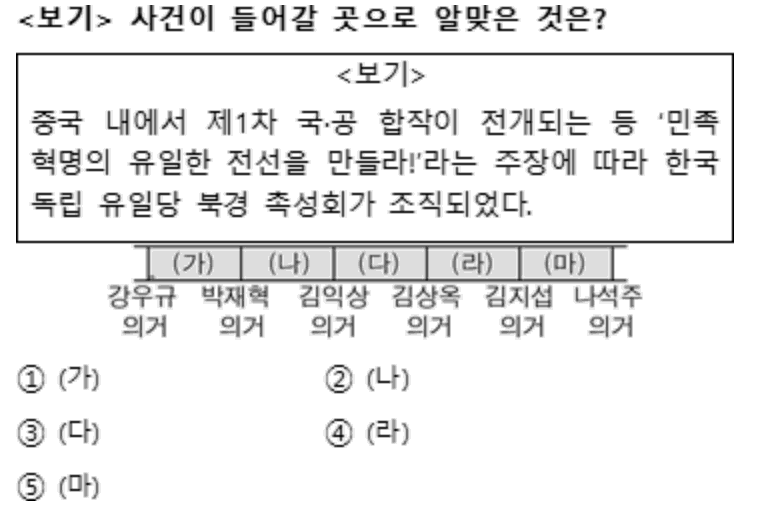 <보기> 사건이 들어갈 곳으로 알맞은 것은?
<보기>
중국 내에서 제1차 국·공 합작이 전개되는 등 '민족
혁명의 유일한 전선을 만들라!'라는 주장에 따라 한국
독립 유일당 북경 촉성회가 조직되었다.
(가) (나) (다) (라) (마)
강우규 박재혁 김익상 김상옥 김지섭 나석주
의거 의거 의거 의거 의거 의거
① (가) ② (나)
③ (다) ④ (라)
⑤ (마)